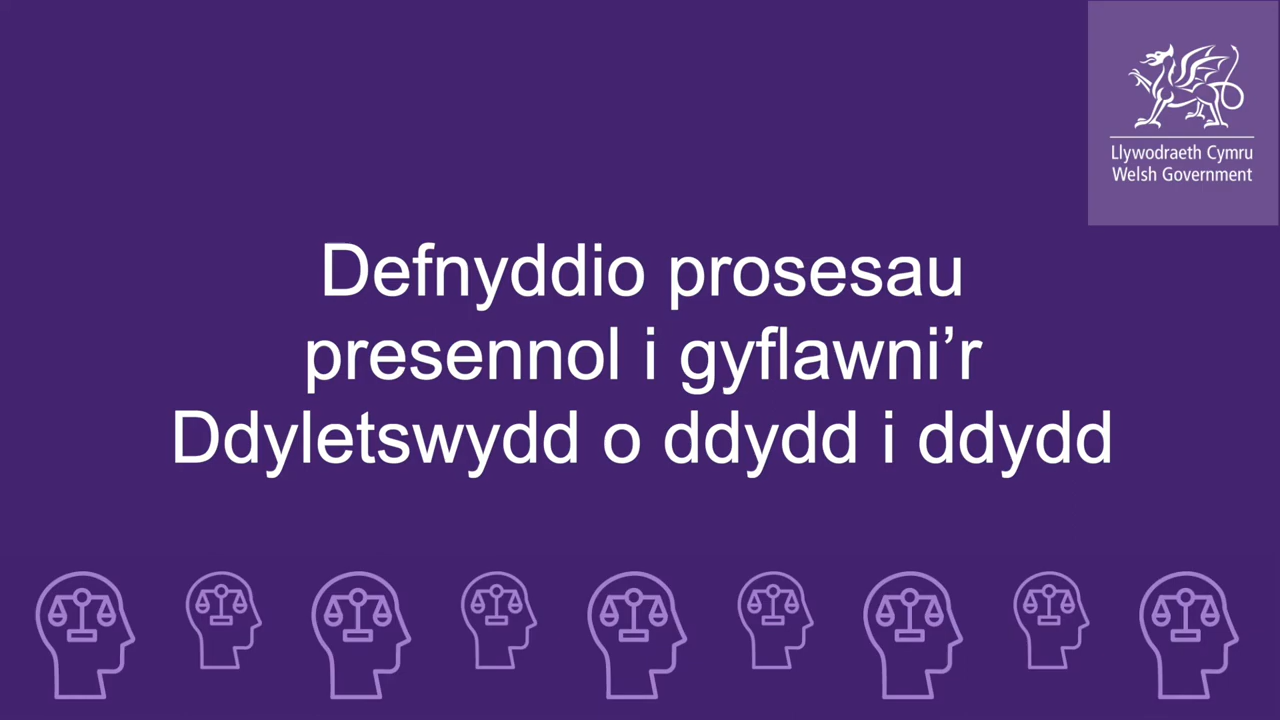 Llywodraeth Cymru
Welsh Government
Defnyddio prosesau
presennol i gyflawni’r
Ddyletswydd o ddydd i ddydd